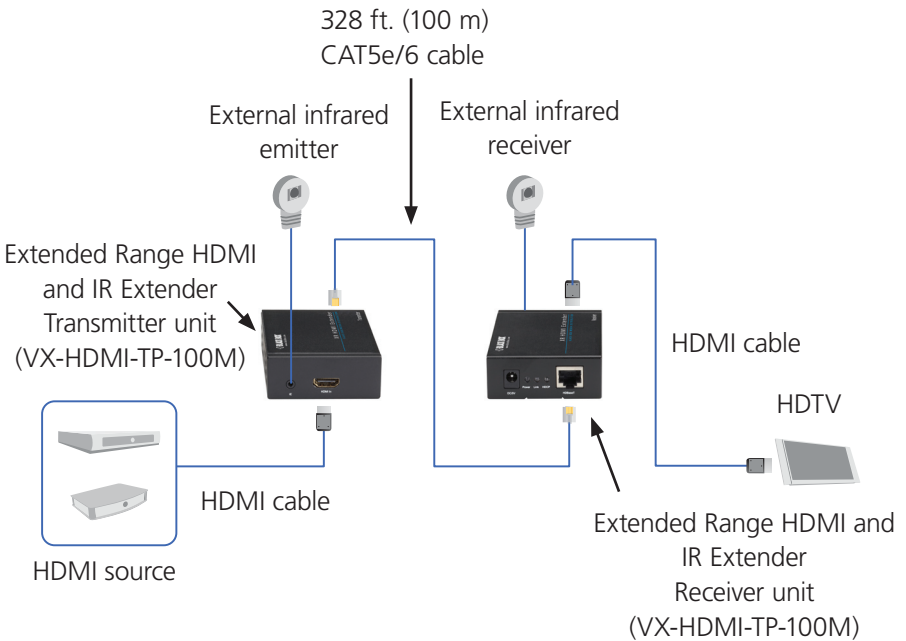 328 ft. (100 m)
CAT5e/6 cable
External infrared
emitter
External infrared
receiver
Extended Range HDMI
and IR Extender
Transmitter unit
(VX-HDMI-TP-100M)
HDMI cable
HDTV
HDMI cable
HDMI source
Extended Range HDMI and
IR Extender
Receiver unit
(VX-HDMI-TP-100M)